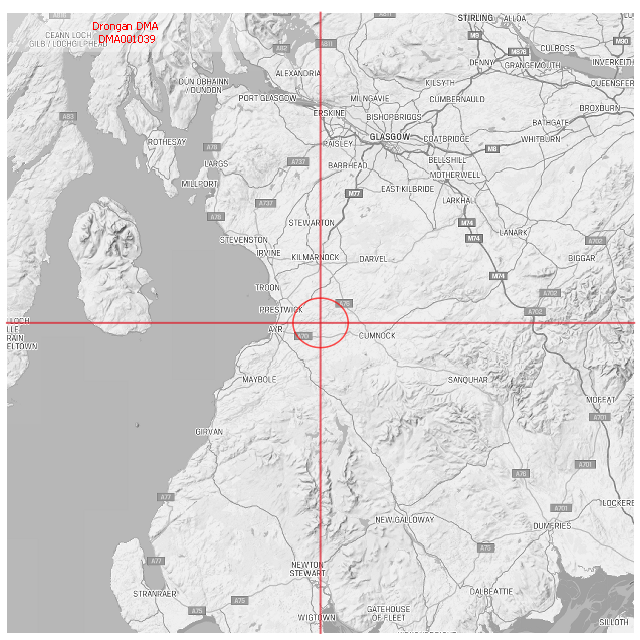 Drongan DMA
DMA001039
CEANN LOCH
GILB / LOCHGILPHEAD
STIRLING
ALLOA
A82
A811
M9
M876
M90
CULROSS
DENNY
GRANGEMOUTH
INVERKEITH
ALEXANDRIA
DUN OBHAINN
/ DUNOON
KILSYTH
QUEENSFER
PORT GLASGOW
MILNGAVIE
CUMBERNAULD
BROXBURN
A83
ERSKINE
BISHOPBRIGGS
BATHGATE
ROTHESAY
A78
PAISLEY
GLASGOW
COATBRIDGE
WHITBURN
M8
LARGS
A737
BARRHEAD
BELLSHILL
MOTHERWELL
MILLPORT
M77
EAST KILBRIDE
LARKHALL
A737
A78
STEWARTON
M74
M74
LANARK
STEVENSTON
A702
IRVINE
KILMARNOCK
DARVEL
BIGGAR
M74
TROON
A702
A76
PRESTWICK
A702
LOCH
LLE
RAIN
ELTOWN
AYR
A70
CUMNOCK
MAYBOLE
SANQUHAR
MOFFAT
A701
GIRVAN
A701
A76
A77
LOCKERB
A701
NEW GALLOWAY
DUMFRIES
A75
A77
NEWTON
STEWART
STRANRAER
DALBEATTIE
A75
A75
WIGTOWN
GATEHOUSE
OF FLEET
SILLOTH